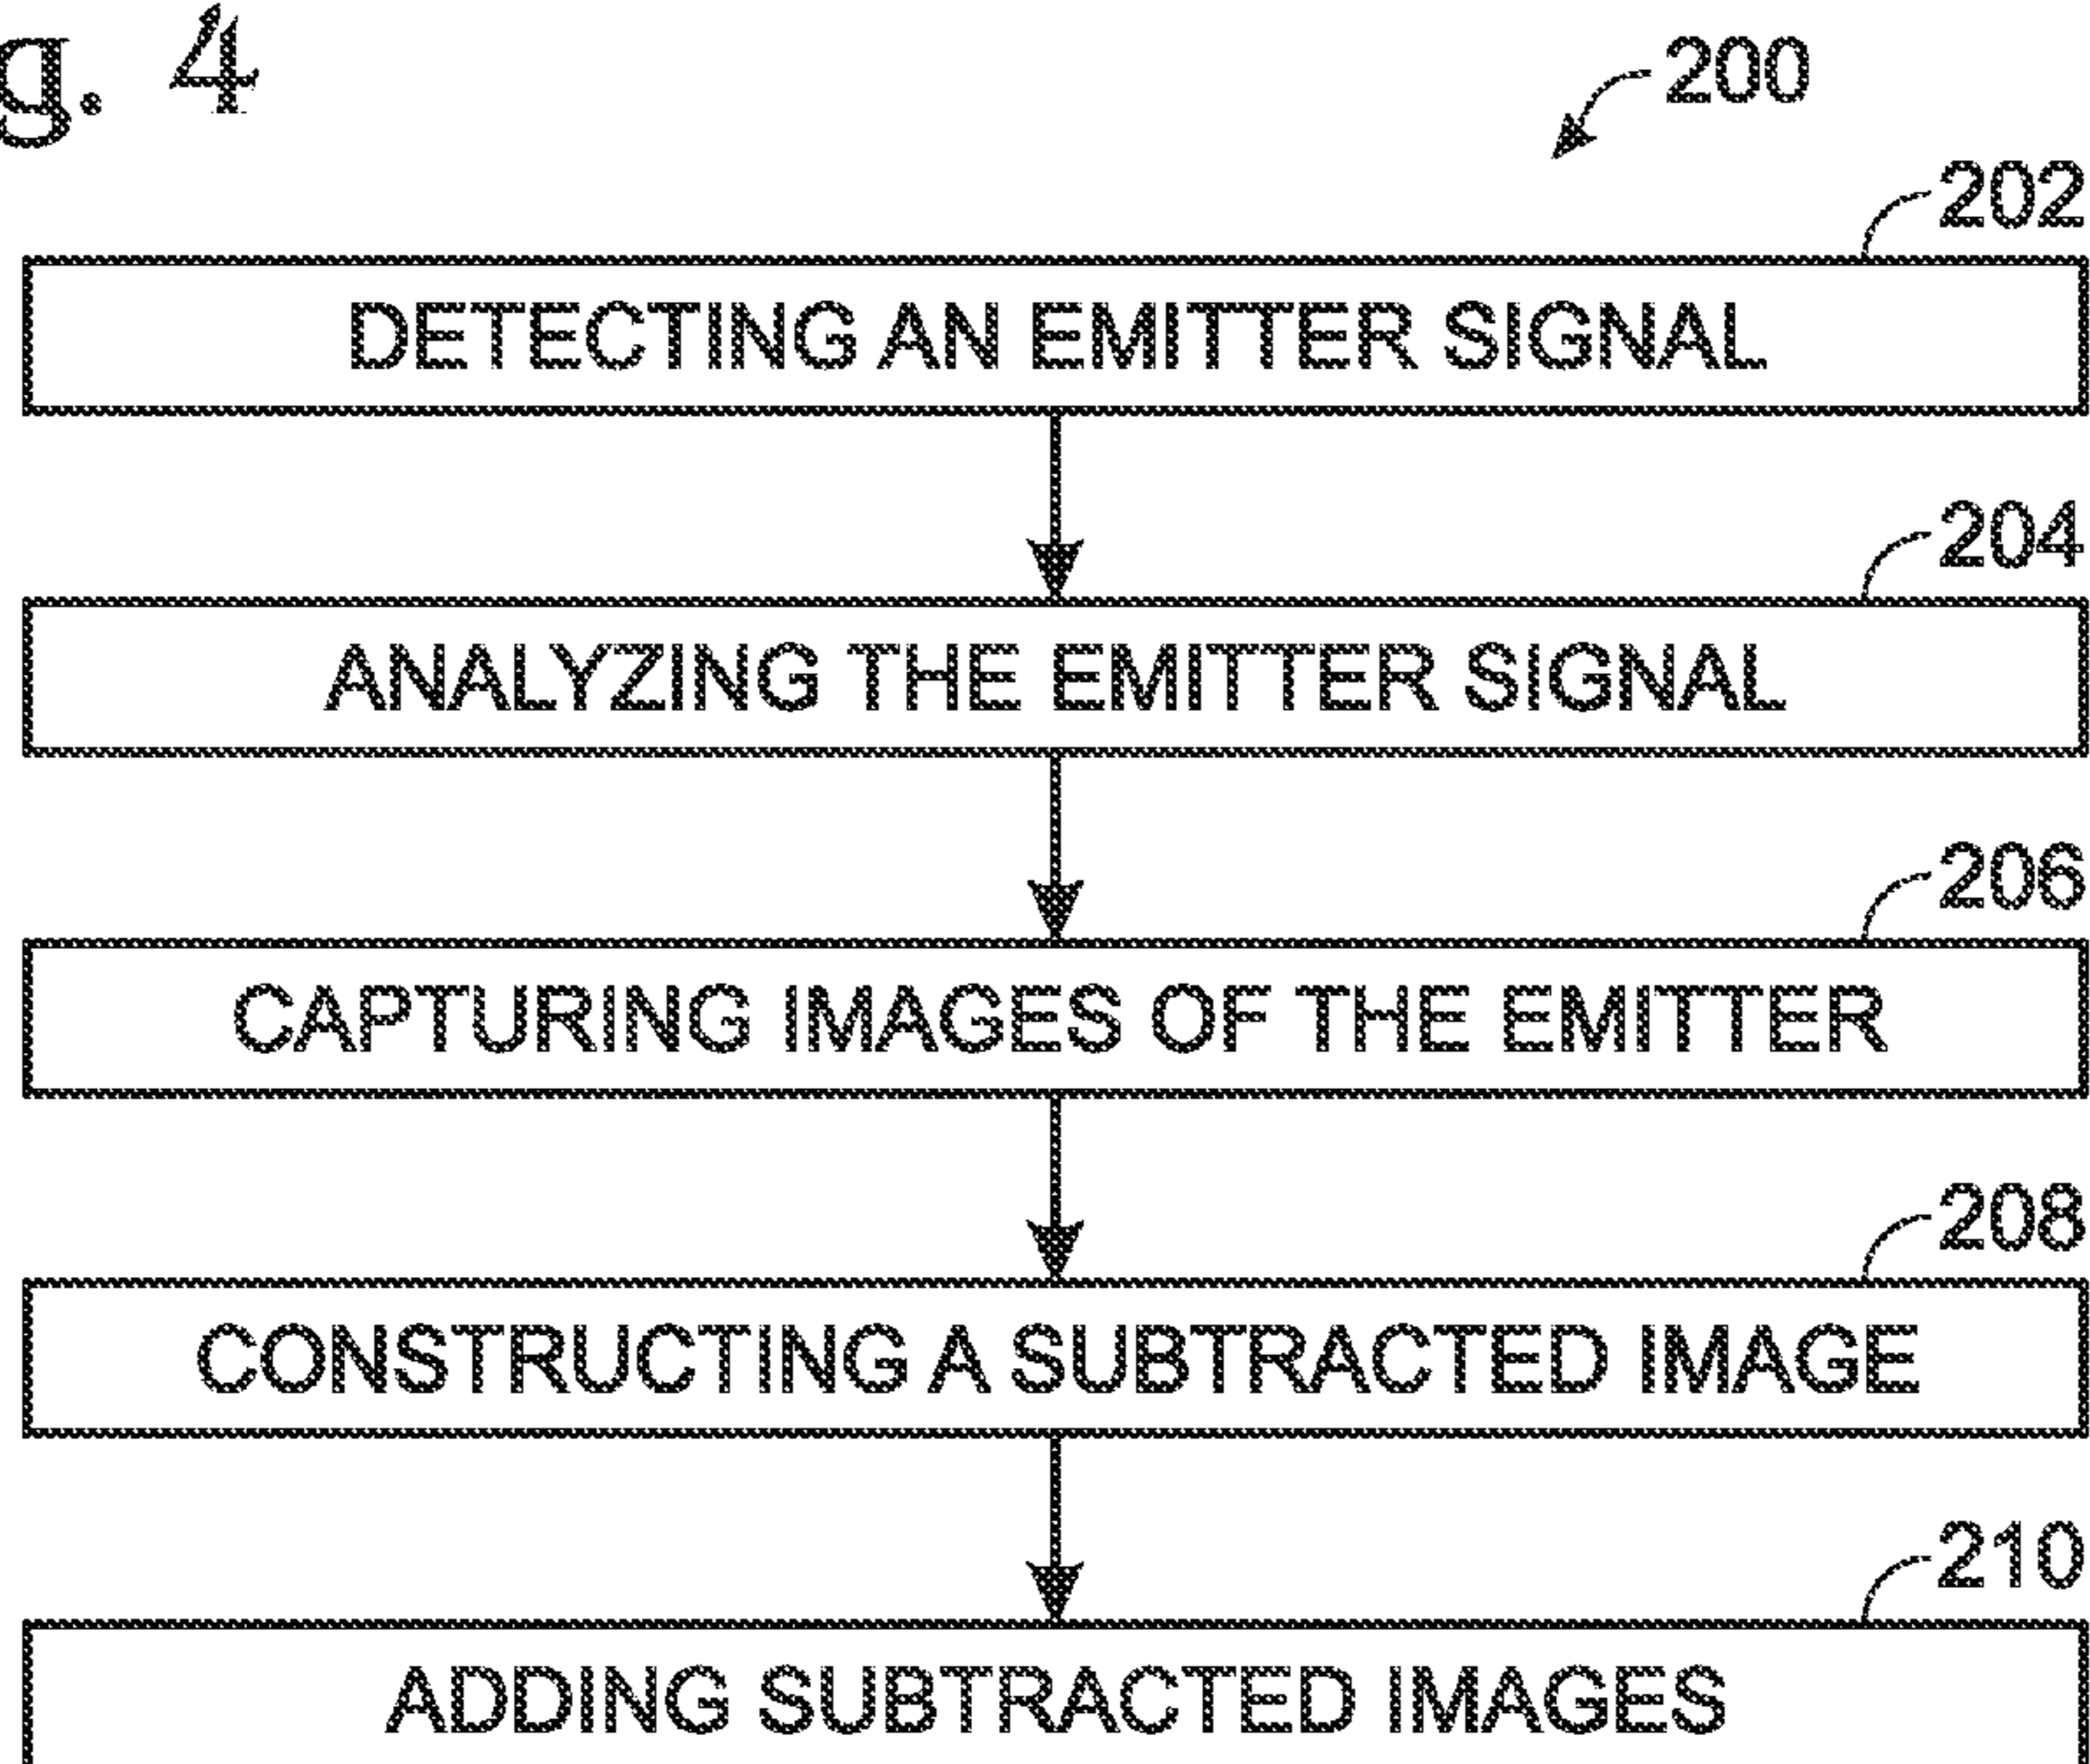 g. 4
200
202
DETECTING AN EMITTER SIGNAL
204
ANALYZING THE EMITTER SIGNAL
206
CAPTURING IMAGES OF THE EMITTER
208
CONSTRUCTING A SUBTRACTED IMAGE
210
ADDING SUBTRACTED IMAGES